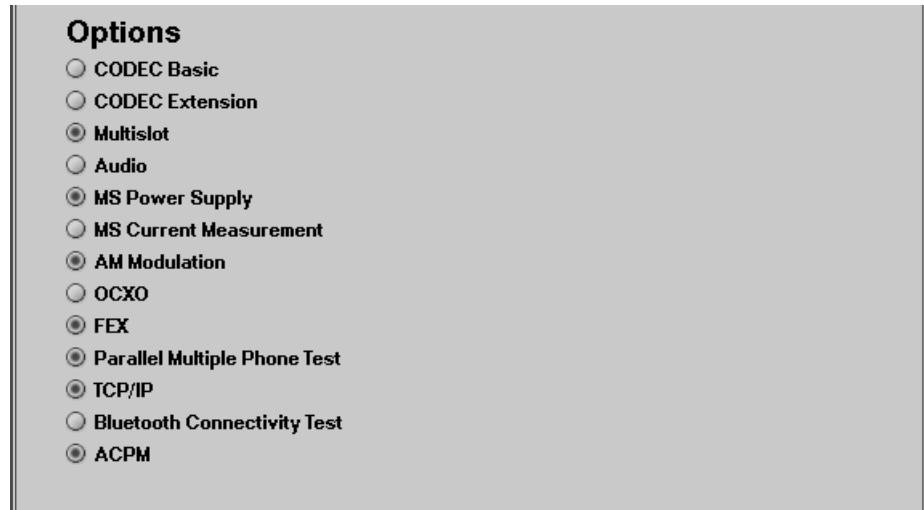 Options
CODEC Basic
CODEC Extension
Multislot
Audio
MS Power Supply
MS Current Measurement
AM Modulation
OCXO
FEX
Parallel Multiple Phone Test
TCP/IP
Bluetooth Connectivity Test
ACPM